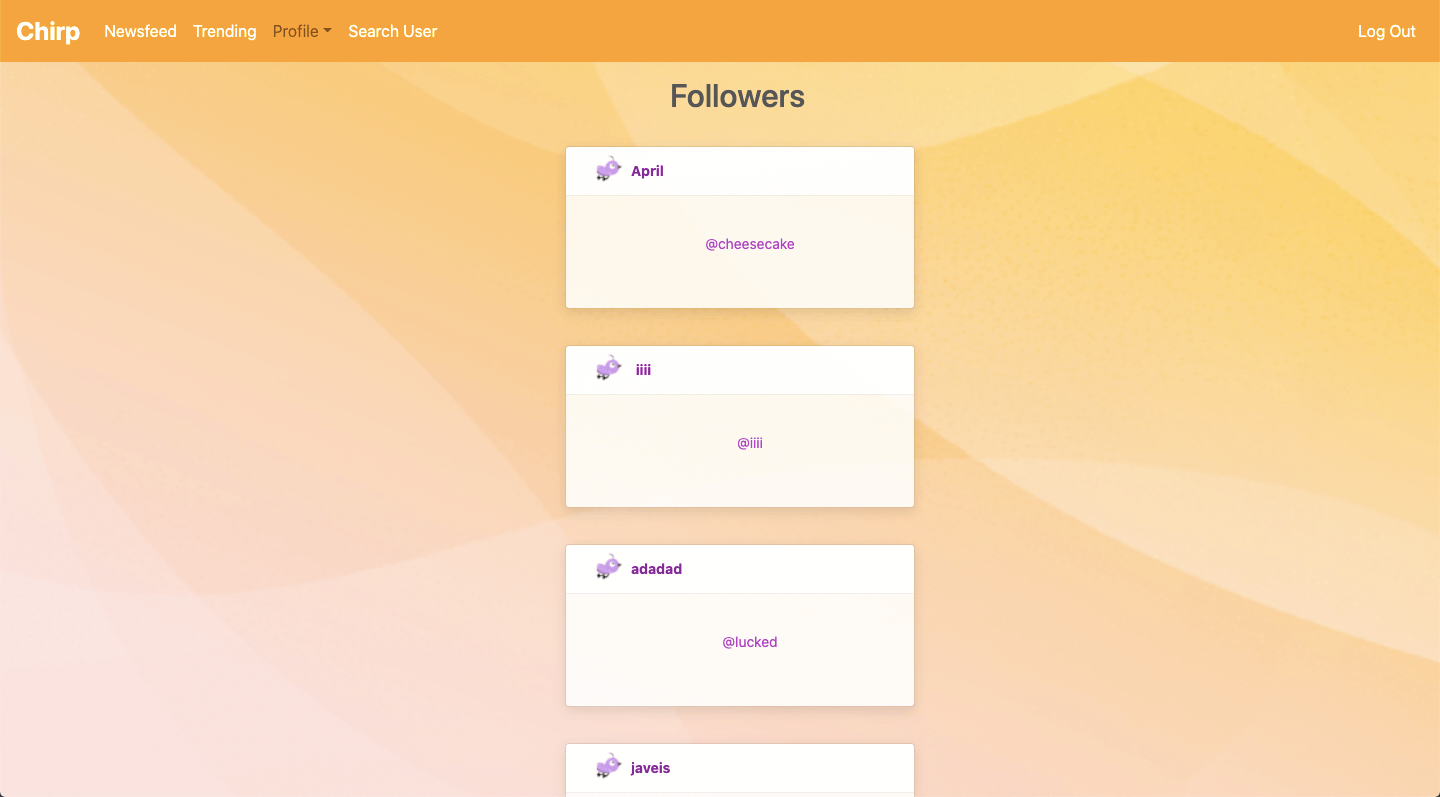 Chirp Newsfeed Trending Profile Search User Log Out
Followers
April
@cheesecake
iiii
@iiii
adadad
@lucked
javeis